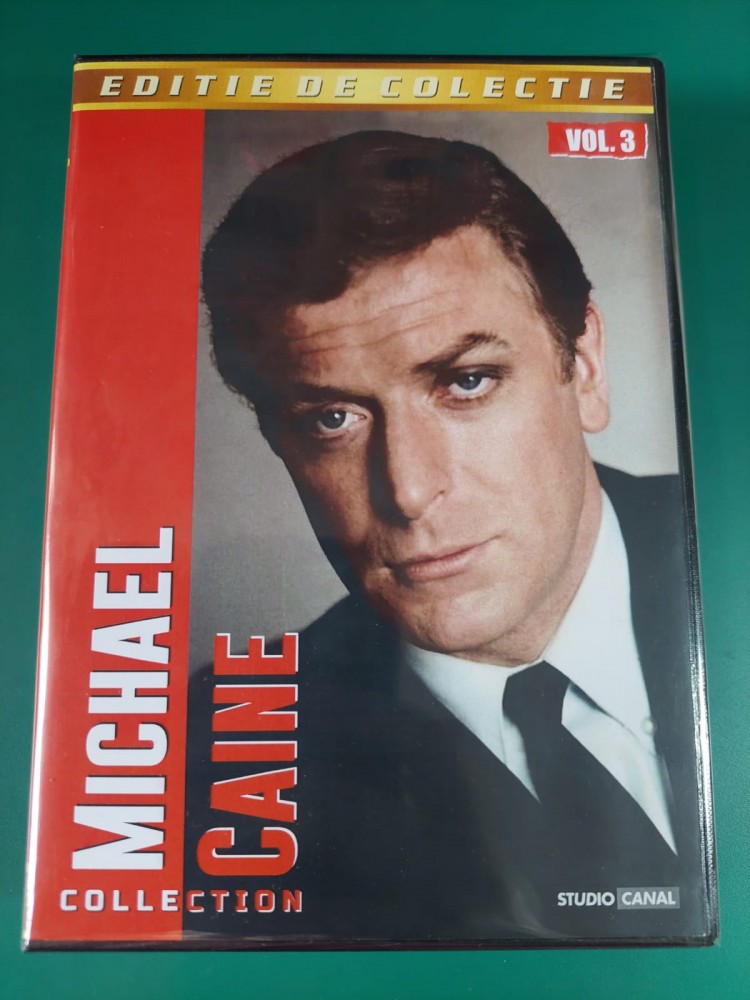 EDITIE DE COLECTIE
VOL. 3
MICHAEL
CAINE
COLLECTION
STUDIO CANAL